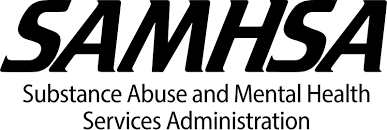 SAMHSA
Substance Abuse and Mental Health
Services Administration